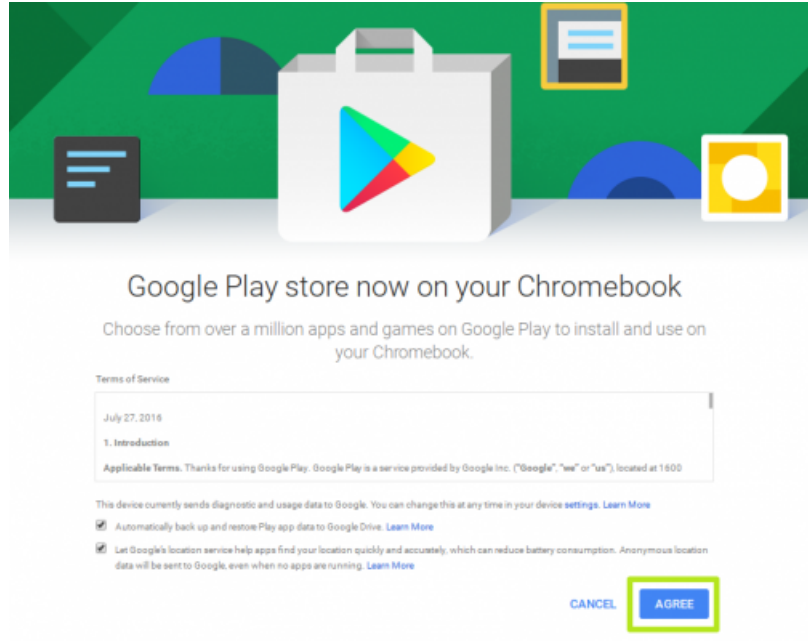 Google Play store now on your Chromebook
Choose from over a million apps and games on Google Play to install and use on
your Chromebook.
Terms of Service
July 27, 2016
1. Introduction
Applicable Terms. Thanks for using Google Play. Google Play is a service provided by Google Inc. ("Google", "we" or "us"), located at 1600
This device currently sends diagnostic and usage data to Google. You can change this at any time in your device settings. Learn More
Automatically back up and restore Play app data to Google Drive. Learn More
Let Google's location service help apps find your location quickly and accurately, which can reduce battery consumption. Anonymous location
data will be sent to Google, even when no apps are running. Learn More
CANCEL AGREE